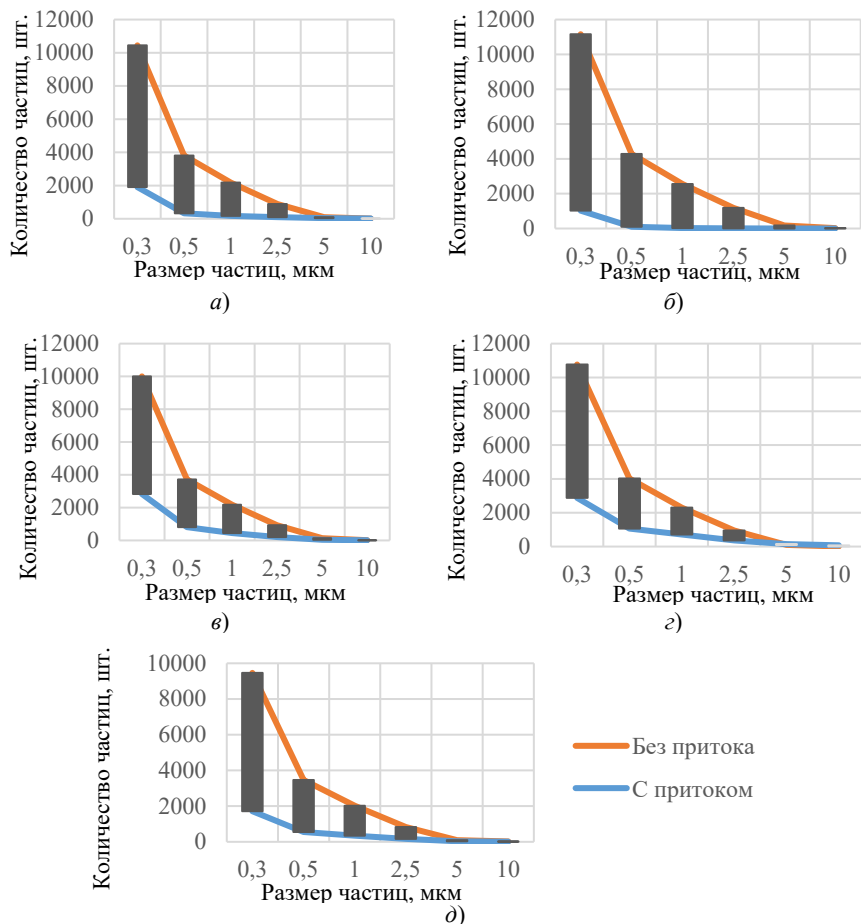 Количество частиц, шт.
12000
10000
8000
6000
4000
2000
0
0,3 0,5 1 2,5 5 10
Размер частиц, мкм
а)
Количество частиц, шт.
12000
10000
8000
6000
4000
2000
0
0,3 0,5 1 2,5 5 10
Размер частиц, мкм
б)
Количество частиц, шт.
12000
10000
8000
6000
4000
2000
0
0,3 0,5 1 2,5 5 10
Размер частиц, мкм
в)
Количество частиц, шт.
12000
10000
8000
6000
4000
2000
0
0,3 0,5 1 2,5 5 10
Размер частиц, мкм
г)
Количество частиц, шт.
10000
8000
6000
4000
2000
0
0,3 0,5 1 2,5 5 10
Размер частиц, мкм
д)
Без притока
С притоком